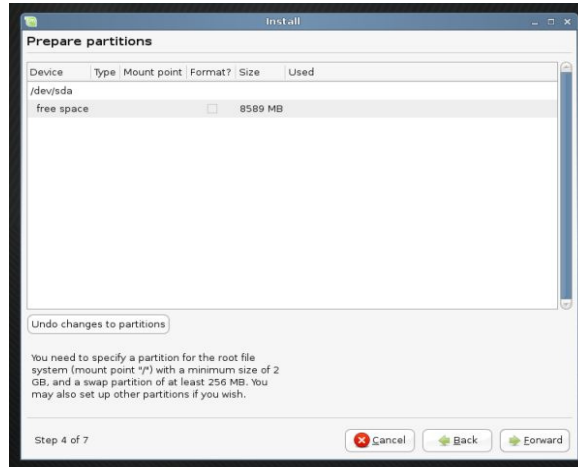 Install
Prepare partitions
Device Type Mount point Format? Size Used
/dev/sda
free space 8589 MB
Undo changes to partitions
You need to specify a partition for the root file
system (mount point "/") with a minimum size of 2
GB, and a swap partition of at least 256 MB. You
may also set up other partitions if you wish.
Step 4 of 7
Cancel Back Forward